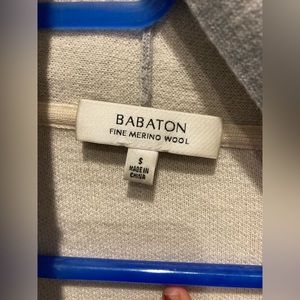 BABATON
FINE MERINO WOOL
S
MADE IN
CHINA